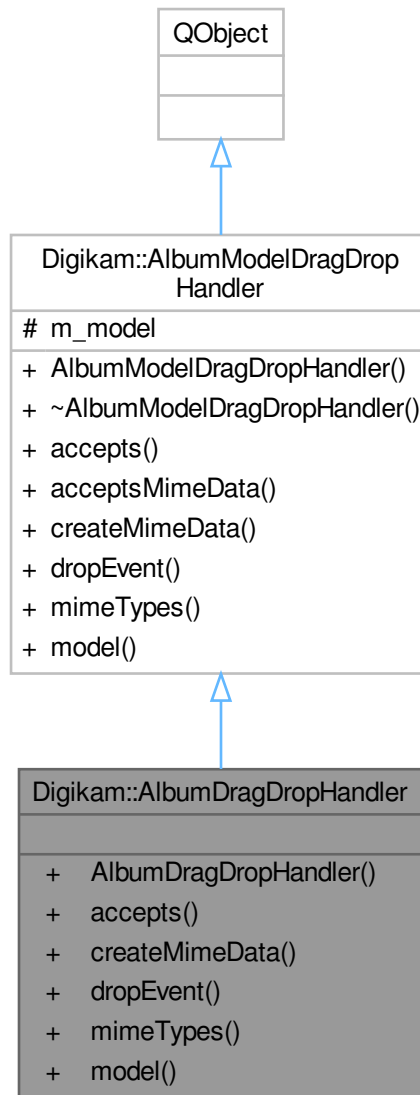 QObject
Digikam::AlbumModelDragDrop
Handler
# m_model
+ AlbumModelDragDropHandler()
+ ~AlbumModelDragDropHandler()
+ accepts()
+ acceptsMimeData()
+ createMimeData()
+ dropEvent()
+ mimeTypes()
+ model()
Digikam::AlbumDragDropHandler
+ AlbumDragDropHandler()
+ accepts()
+ createMimeData()
+ dropEvent()
+ mimeTypes()
+ model()